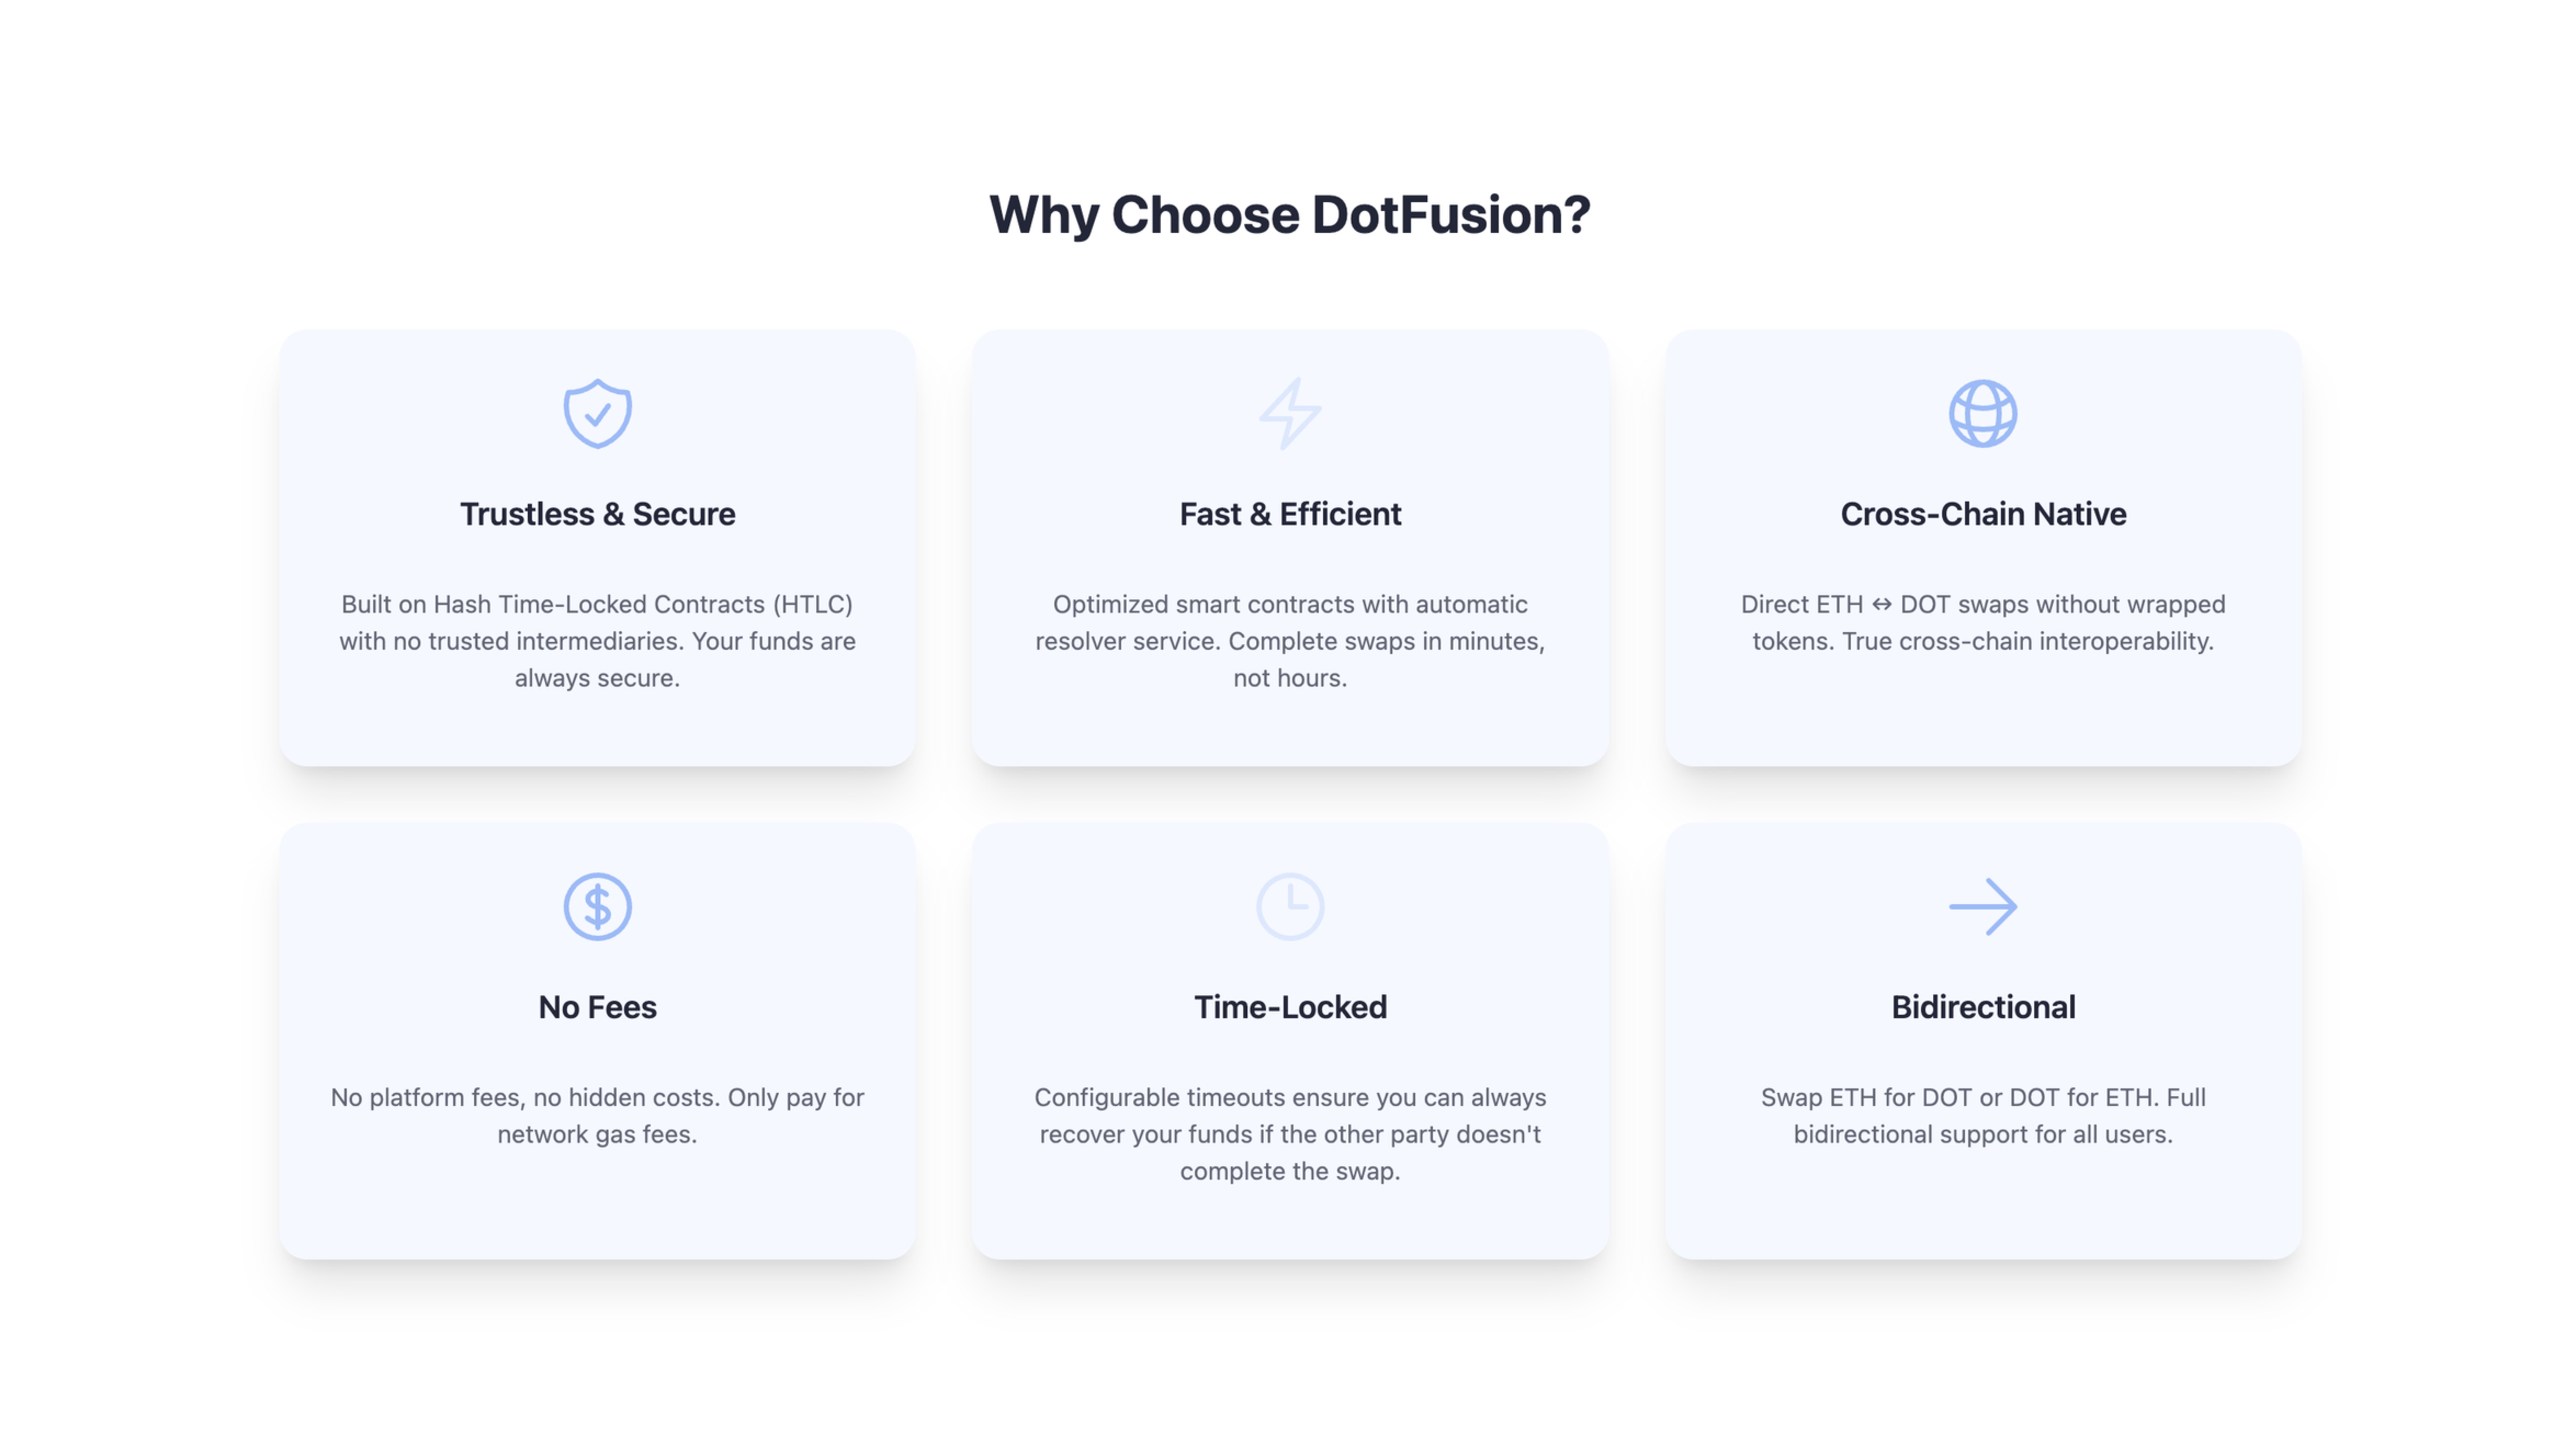 Why Choose DotFusion?
Trustless & Secure
Built on Hash Time-Locked Contracts (HTLC)
with no trusted intermediaries. Your funds are
always secure.
Fast & Efficient
Optimized smart contracts with automatic
resolver service. Complete swaps in minutes,
not hours.
Cross-Chain Native
Direct ETH ↔ DOT swaps without wrapped
tokens. True cross-chain interoperability.
No Fees
No platform fees, no hidden costs. Only pay for
network gas fees.
Time-Locked
Configurable timeouts ensure you can always
recover your funds if the other party doesn't
complete the swap.
Bidirectional
Swap ETH for DOT or DOT for ETH. Full
bidirectional support for all users.